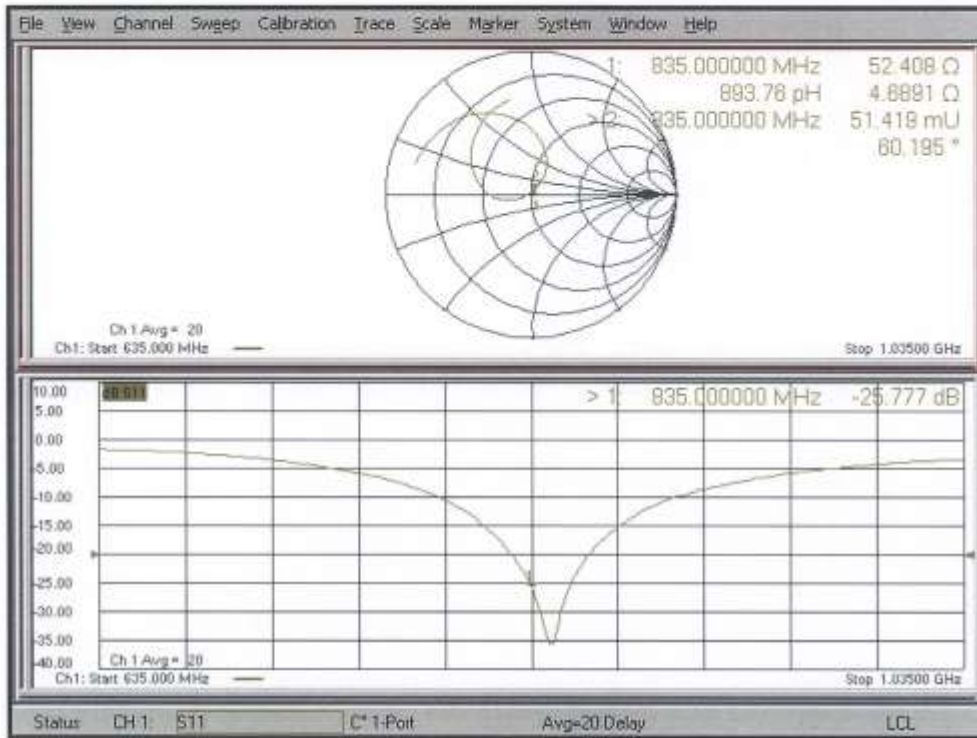 File View Channel Sweep Calibration Trace Scale Marker System Window Help
1: 835.000000 MHz 52.408 Ω
893.76 pH 4.6891 Ω
> 2: 835.000000 MHz 51.419 mU
60.195 °
Ch 1 Avg = 20
Ch1: Start 635.000 MHz
Stop 1.03500 GHz
10.00
dB S11
> 1: 835.000000 MHz -25.777 dB
5.00
0.00
-5.00
-10.00
-15.00
-20.00
-25.00
-30.00
-35.00
-40.00
Ch 1 Avg = 20
Ch1: Start 635.000 MHz
Stop 1.03500 GHz
Status CH 1: S11 C* 1-Port Avg=20 Delay LCL